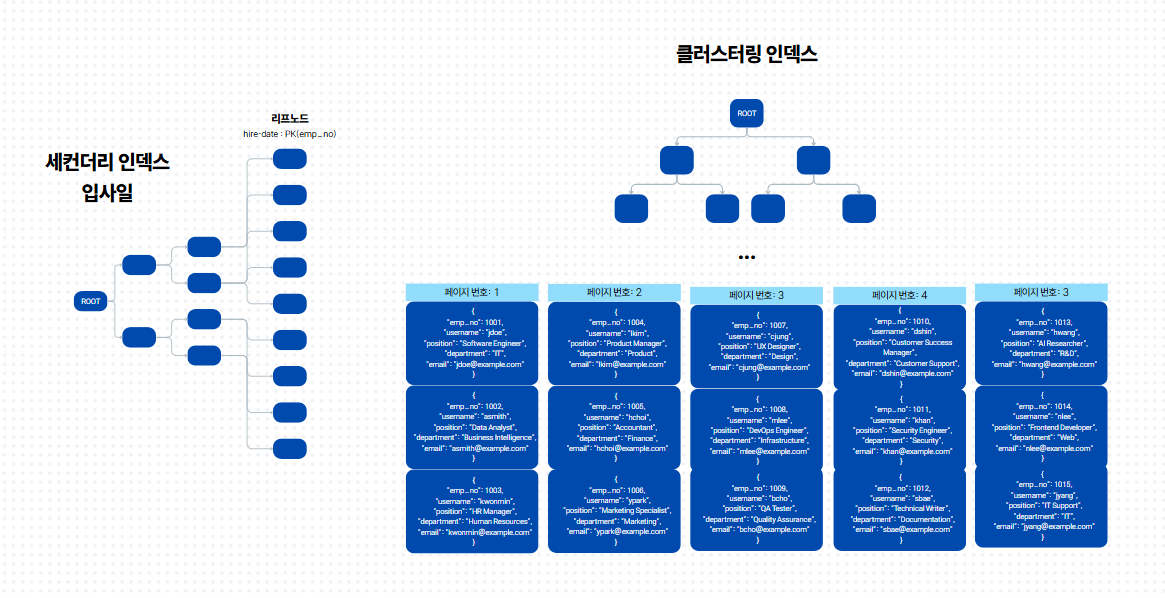 클러스터링 인덱스
ROOT
리프노드
hire-date : PK(emp_no)
세컨더리 인덱스
입사일
ROOT
...
페이지 번호: 1
{
"emp_no": 1001,
"username": "jdoe",
"position": "Software Engineer",
"department": "IT",
"email": "jdoe@example.com"
}
{
"emp_no": 1002,
"username": "asmith",
"position": "Data Analyst",
"department": "Business Intelligence",
"email": "asmith@example.com"
}
{
"emp_no": 1003,
"username": "kwonmin",
"position": "HR Manager",
"department": "Human Resources",
"email": "kwonmin@example.com"
}
페이지 번호: 2
{
"emp_no": 1004,
"username": "lkim",
"position": "Product Manager",
"department": "Product",
"email": "lkim@example.com"
}
{
"emp_no": 1005,
"username": "hchoi",
"position": "Accountant",
"department": "Finance",
"email": "hchoi@example.com"
}
{
"emp_no": 1006,
"username": "ypark",
"position": "Marketing Specialist",
"department": "Marketing",
"email": "ypark@example.com"
}
페이지 번호: 3
{
"emp_no": 1007,
"username": "cjung",
"position": "UX Designer",
"department": "Design",
"email": "cjung@example.com"
}
{
"emp_no": 1008,
"username": "mlee",
"position": "DevOps Engineer",
"department": "Infrastructure",
"email": "mlee@example.com"
}
{
"emp_no": 1009,
"username": "bcho",
"position": "QA Tester",
"department": "Quality Assurance",
"email": "bcho@example.com"
}
페이지 번호: 4
{
"emp_no": 1010,
"username": "dshin",
"position": "Customer Success
Manager",
"department": "Customer Support",
"email": "dshin@example.com"
}
{
"emp_no": 1011,
"username": "khan",
"position": "Security Engineer",
"department": "Security",
"email": "khan@example.com"
}
{
"emp_no": 1012,
"username": "sbae",
"position": "Technical Writer",
"department": "Documentation",
"email": "sbae@example.com"
}
페이지 번호: 3
{
"emp_no": 1013,
"username": "hwang",
"position": "AI Researcher",
"department": "R&D",
"email": "hwang@example.com"
}
{
"emp_no": 1014,
"username": "nlee",
"position": "Frontend Developer",
"department": "Web",
"email": "nlee@example.com"
}
{
"emp_no": 1015,
"username": "jyang",
"position": "IT Support",
"department": "IT",
"email": "jyang@example.com"
}